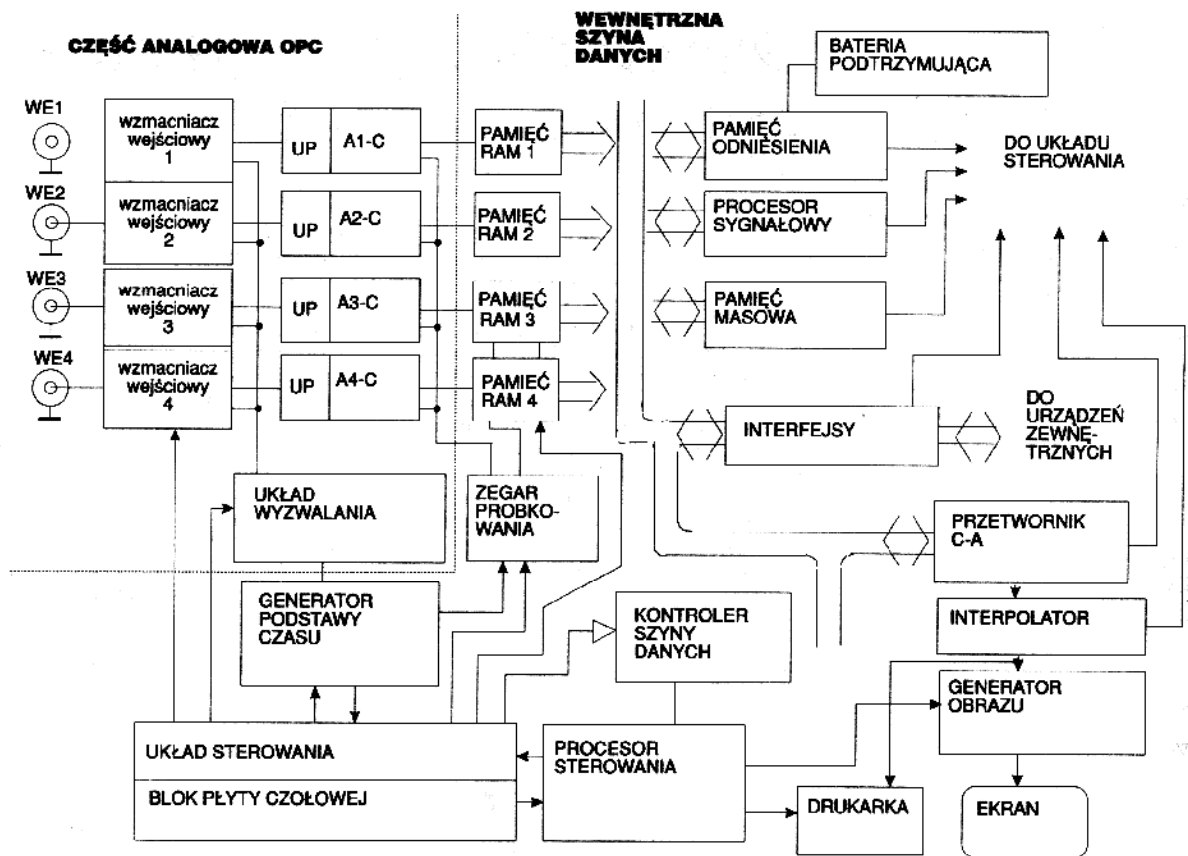 CZĘŚĆ ANALOGOWA OPC
WEWNĘTRZNA
SZYNA
DANYCH
BATERIA
PODTRZYMUJĄCA
WE1
wzmacniacz
wejściowy
1
UP
A1-C
PAMIĘĆ
RAM 1
PAMIĘĆ
ODNIESIENIA
DO UKŁADU
STEROWANIA
WE2
wzmacniacz
wejściowy
2
UP
A2-C
PAMIĘĆ
RAM 2
PROCESOR
SYGNAŁOWY
WE3
wzmacniacz
wejściowy
3
UP
A3-C
PAMIĘĆ
RAM 3
PAMIĘĆ
MASOWA
WE4
wzmacniacz
wejściowy
4
UP
A4-C
PAMIĘĆ
RAM 4
INTERFEJSY
DO
URZĄDZEŃ
ZEWNĘ-
TRZNYCH
UKŁAD
WYZWALANIA
ZEGAR
PROBKO-
WANIA
PRZETWORNIK
C-A
GENERATOR
PODSTAWY
CZASU
KONTROLER
SZYNY
DANYCH
INTERPOLATOR
GENERATOR
OBRAZU
UKŁAD STEROWANIA
BLOK PŁYTY CZOŁOWEJ
PROCESOR
STEROWANIA
DRUKARKA
EKRAN